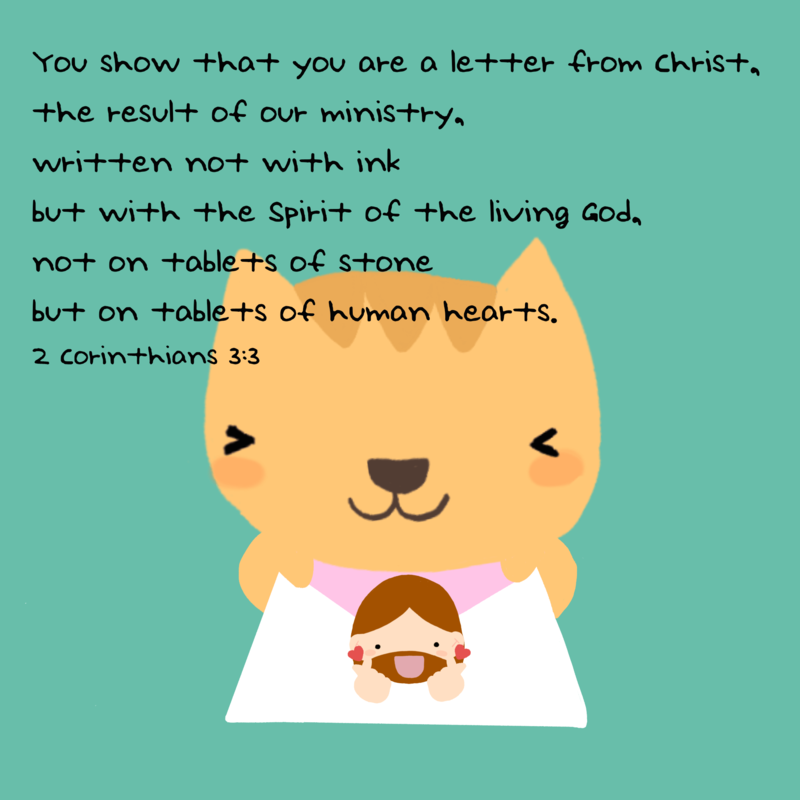 You show that you are a letter from Christ,
the result of our ministry,
written not with ink
but with the Spirit of the living God,
not on tablets of stone
but on tablets of human hearts.
2 Corinthians 3:3